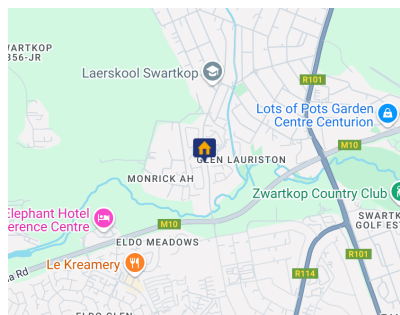 WARTKOP
356-JR
Laerskool Swartkop
R101
Lots of Pots Garden
Centre Centurion
M10
GLEN LAURISTON
MONRICK AH
Zwartkop Country Club
Elephant Hotel
erence Centre
M10
SWARTK
GOLF ESTA
ELDO MEADOWS
R101
Le Kreamery
R114
a Rd
ELDO GLEN